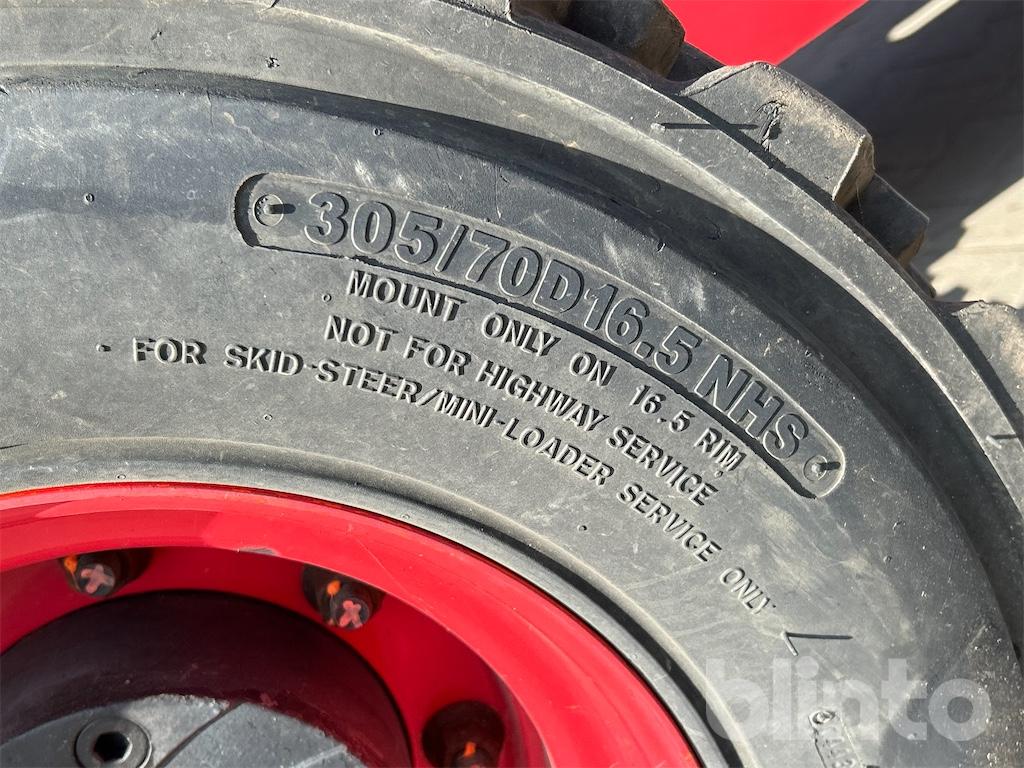 305/70D16.5 NHS
MOUNT ONLY ON 16.5 RIM
NOT FOR HIGHWAY SERVICE
FOR SKID-STEER/MINI-LOADER SERVICE ONLY
blinto